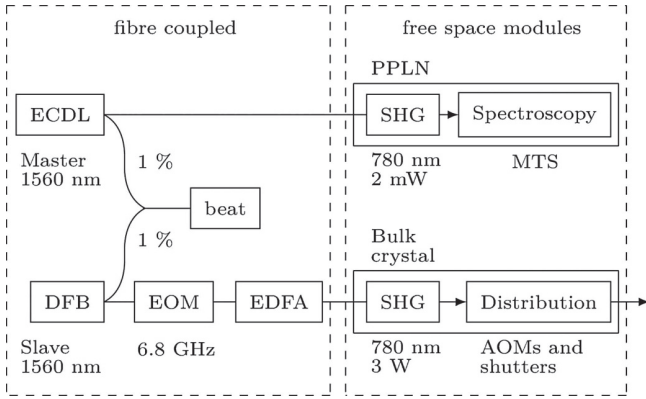 fibre coupled
free space modules
PPLN
ECDL
SHG
Spectroscopy
Master
1560 nm
1 %
780 nm
2 mW
MTS
beat
1 %
Bulk
crystal
DFB
EOM
EDFA
SHG
Distribution
Slave
1560 nm
6.8 GHz
780 nm
3 W
AOMs and
shutters